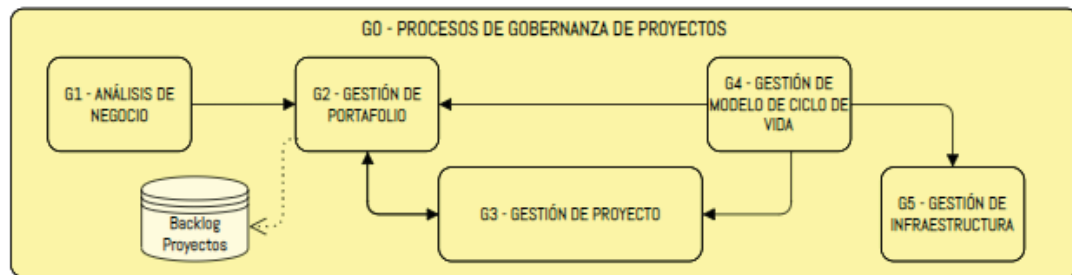 G0 - PROCESOS DE GOBERNANZA DE PROYECTOS
G1 - ANÁLISIS DE
NEGOCIO
G2 - GESTIÓN DE
PORTAFOLIO
G4 - GESTIÓN DE
MODELO DE CICLO DE
VIDA
Backlog
Proyectos
G3 - GESTIÓN DE PROYECTO
G5 - GESTIÓN DE
INFRAESTRUCTURA